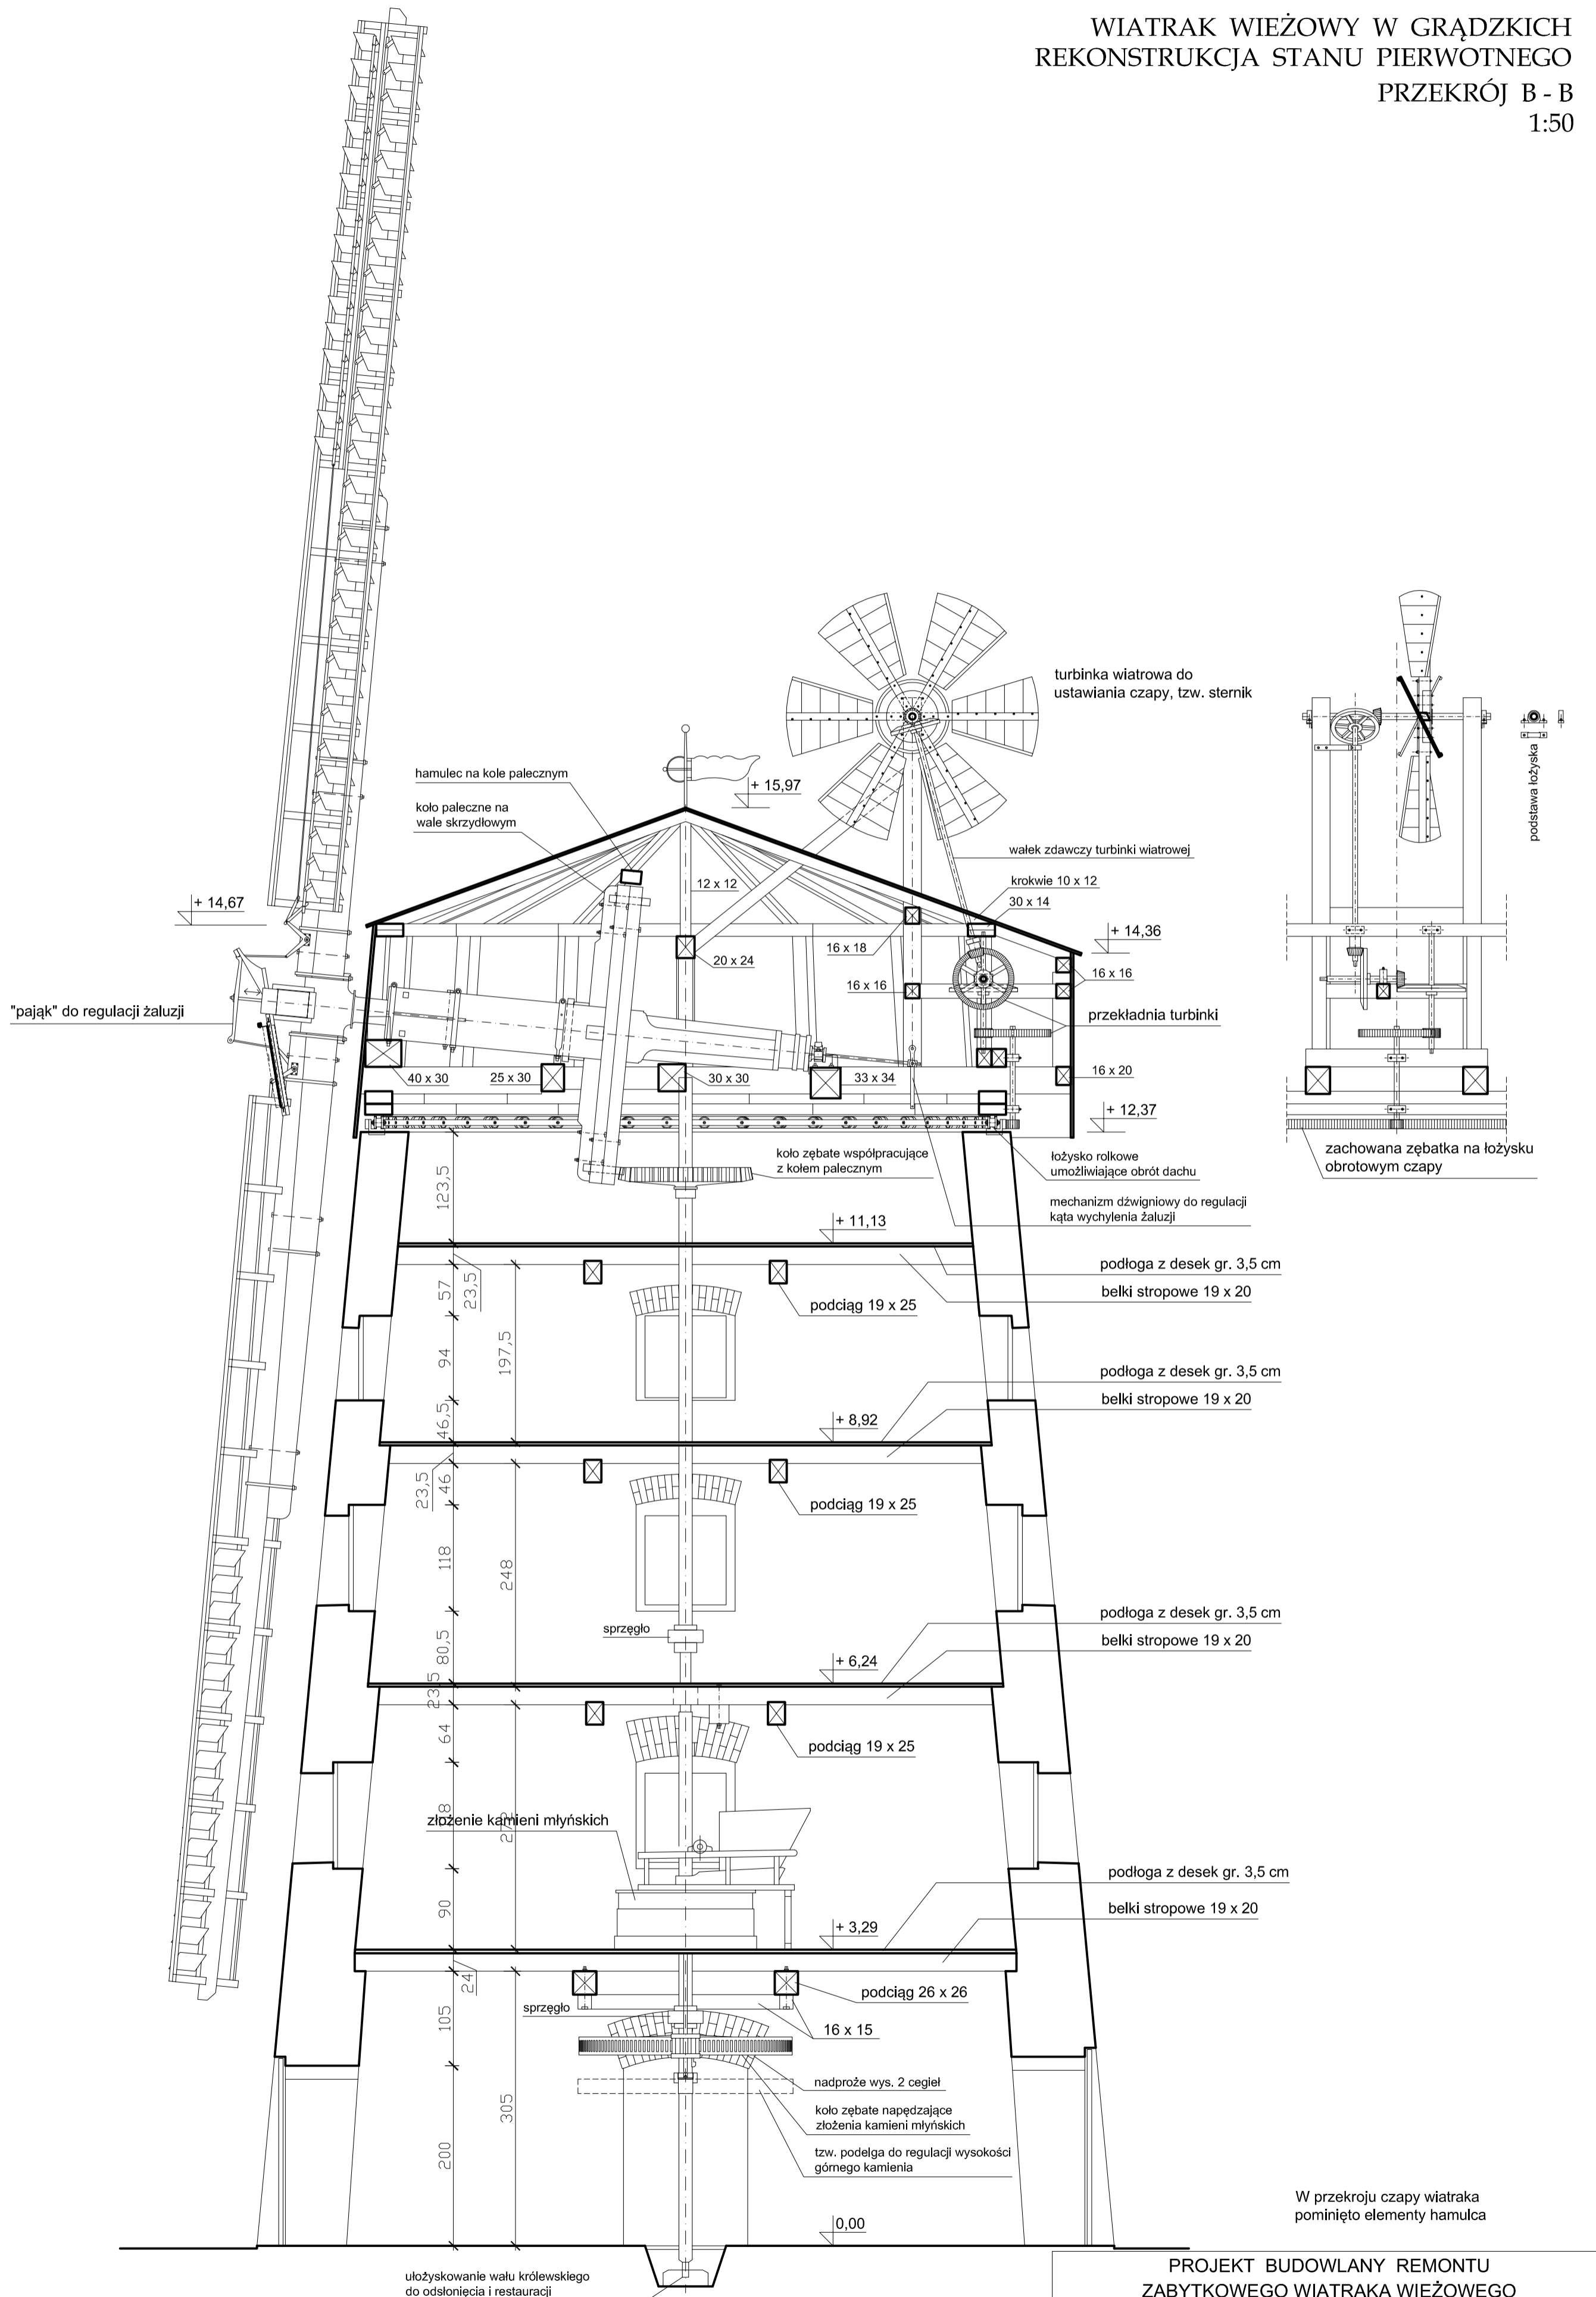 WIATRAK WIEŻOWY W GRĄDZKICH
REKONSTRUKCJA STANU PIERWOTNEGO
PRZEKRÓJ B - B
1:50
turbinka wiatrowa do
ustawiania czapy, tzw. sternik
podstawa łożyska
hamulec na kole palecznym
koło paleczne na
wale skrzydłowym
+ 15,97
wałek zdawczy turbinki wiatrowej
krokwie 10 x 12
30 x 14
12 x 12
+ 14,67
+ 14,36
16 x 18
20 x 24
16 x 16
16 x 16
"pająk" do regulacji żaluzji
przekładnia turbinki
40 x 30
25 x 30
30 x 30
33 x 34
16 x 20
+ 12,37
koło zębate współpracujące
z kołem palecznym
łożysko rolkowe
umożliwiające obrót dachu
zachowana zębatka na łożysku
obrotowym czapy
mechanizm dźwigniowy do regulacji
kąta wychylenia żaluzji
123,5
+ 11,13
podłoga z desek gr. 3,5 cm
belki stropowe 19 x 20
57
23,5
podciąg 19 x 25
94
197,5
podłoga z desek gr. 3,5 cm
belki stropowe 19 x 20
46,5
+ 8,92
23,5
46
podciąg 19 x 25
118
248
podłoga z desek gr. 3,5 cm
sprzęgło
belki stropowe 19 x 20
80,5
+ 6,24
23,5
64
podciąg 19 x 25
złożenie kamieni młyńskich
podłoga z desek gr. 3,5 cm
90
belki stropowe 19 x 20
+ 3,29
24
podciąg 26 x 26
sprzęgło
105
16 x 15
nadproże wys. 2 cegieł
305
koło zębate napędzające
złożenia kamieni młyńskich
200
tzw. podelga do regulacji wysokości
górnego kamienia
W przekroju czapy wiatraka
pominięto elementy hamulca
0,00
ułożyskowanie wału królewskiego
do odsłonięcia i restauracji
PROJEKT BUDOWLANY REMONTU
ZABYTKOWEGO WIATRAKA WIEŻOWEGO